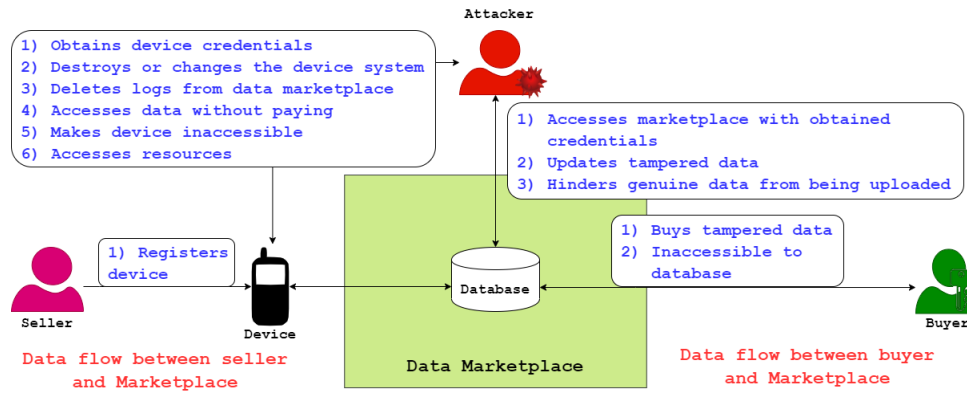 Attacker
1) Obtains device credentials
2) Destroys or changes the device system
3) Deletes logs from data marketplace
4) Accesses data without paying
5) Makes device inaccessible
6) Accesses resources
1) Accesses marketplace with obtained
credentials
2) Updates tampered data
3) Hinders genuine data from being uploaded
1) Registers
device
1) Buys tampered data
2) Inaccessible to
database
Database
Seller
Device
Buyer
Data flow between seller
and Marketplace
Data Marketplace
Data flow between buyer
and Marketplace